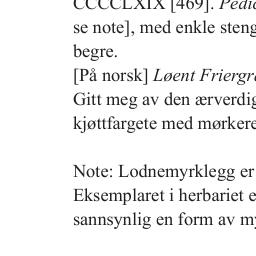 CCCCLXIX [469]. Pedic
se note], med enkle steng
begre.
[På norsk] Løent Friergr
Gitt meg av den ærverdig
kjøttfargete med mørkere
Note: Lodnemyrklegg er
Eksemplaret i herbariet e
sannsynlig en form av my